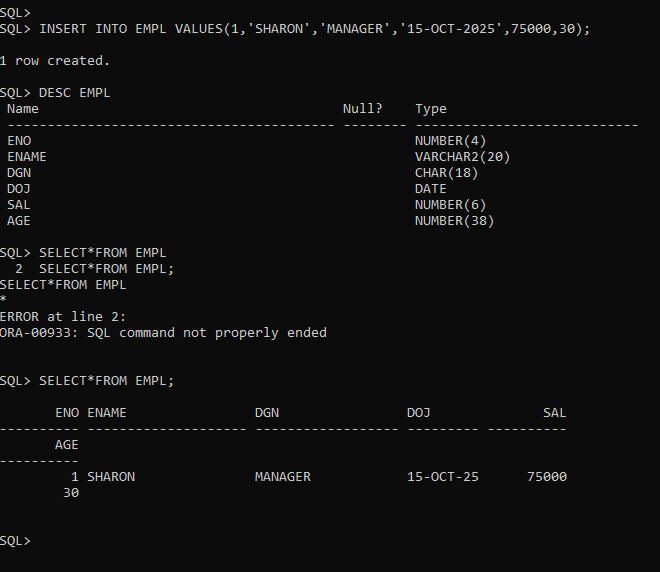 SQL>
SQL> INSERT INTO EMPL VALUES(1,'SHARON','MANAGER','15-OCT-2025',75000,30);
1 row created.
SQL> DESC EMPL
 Name                                      Null?    Type
 ----------------------------------------- -------- ----------------------------
 ENO                                                NUMBER(4)
 ENAME                                              VARCHAR2(20)
 DGN                                                CHAR(18)
 DOJ                                                DATE
 SAL                                                NUMBER(6)
 AGE                                                NUMBER(38)
SQL> SELECT*FROM EMPL
  2  SELECT*FROM EMPL;
SELECT*FROM EMPL
*
ERROR at line 2:
ORA-00933: SQL command not properly ended
SQL> SELECT*FROM EMPL;
       ENO ENAME                DGN                DOJ              SAL
---------- -------------------- ------------------ --------- ----------
       AGE
----------
         1 SHARON               MANAGER            15-OCT-25      75000
        30
SQL>